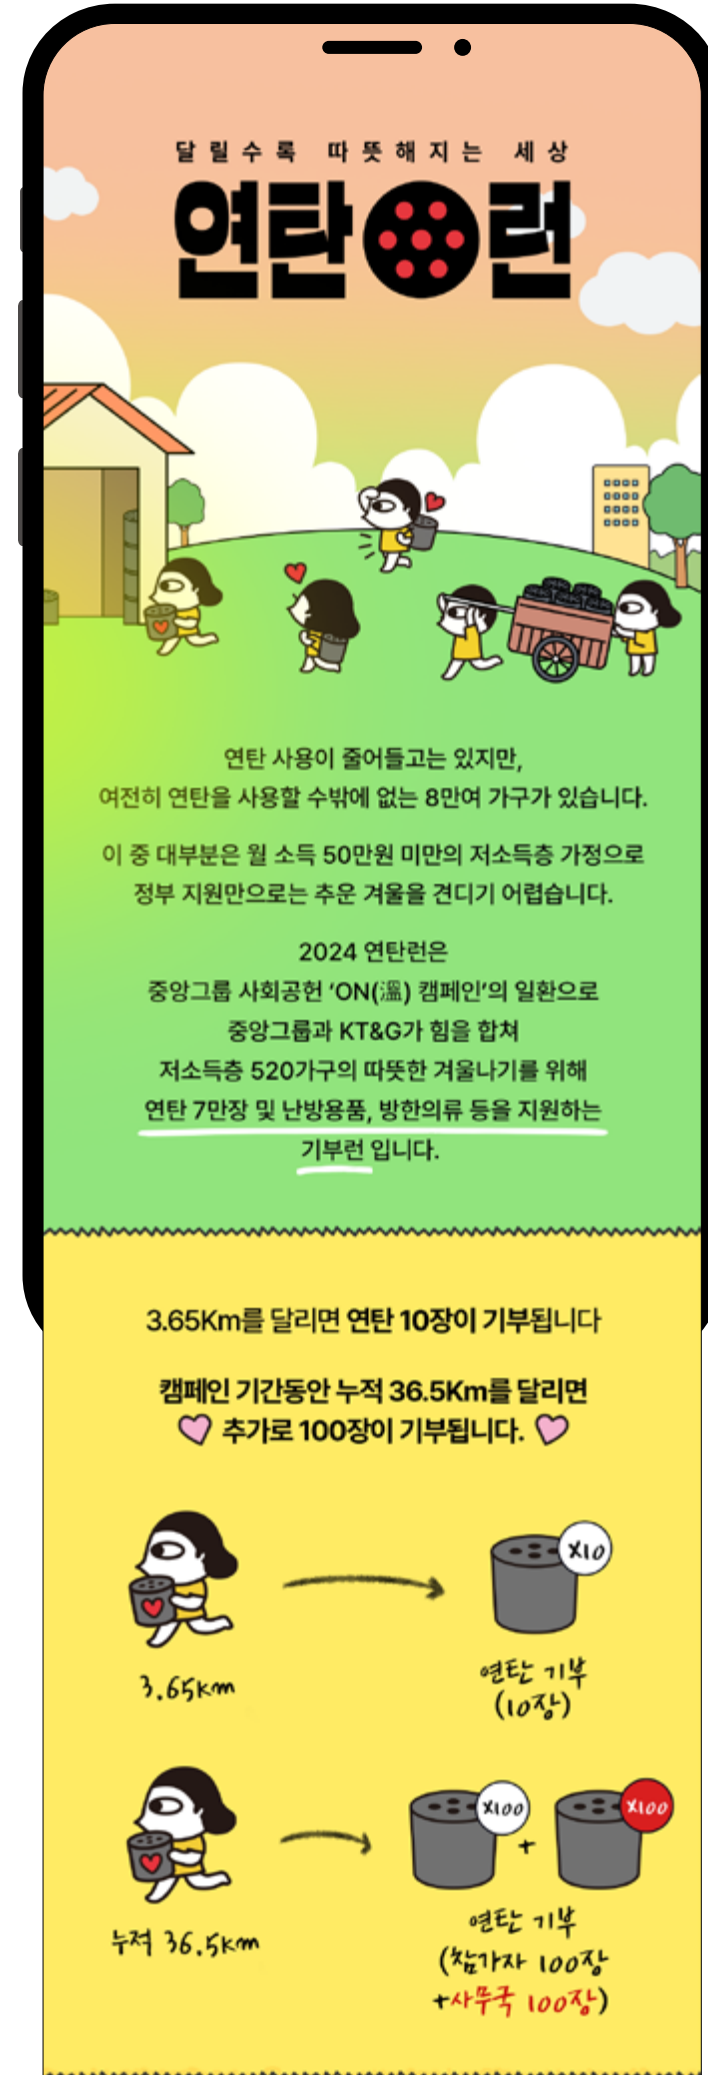 달릴수록 따뜻해지는 세상
연탄런
연탄 사용이 줄어들고는 있지만,
여전히 연탄을 사용할 수밖에 없는 8만여 가구가 있습니다.
이 중 대부분은 월 소득 50만원 미만의 저소득층 가정으로
정부 지원만으로는 추운 겨울을 견디기 어렵습니다.
2024 연탄런은
중앙그룹 사회공헌 ‘ON(溫) 캠페인’의 일환으로
중앙그룹과 KT&G가 힘을 합쳐
저소득층 520가구의 따뜻한 겨울나기를 위해
연탄 7만장 및 난방용품, 방한의류 등을 지원하는
기부런 입니다.
3.65Km를 달리면 연탄 10장이 기부됩니다
캠페인 기간동안 누적 36.5Km를 달리면
추가로 100장이 기부됩니다.
x10
3.65km
연탄 기부
(10장)
x100
+
x100
누적 36.5km
연탄 기부
(참가자 100장
+사무국 100장)